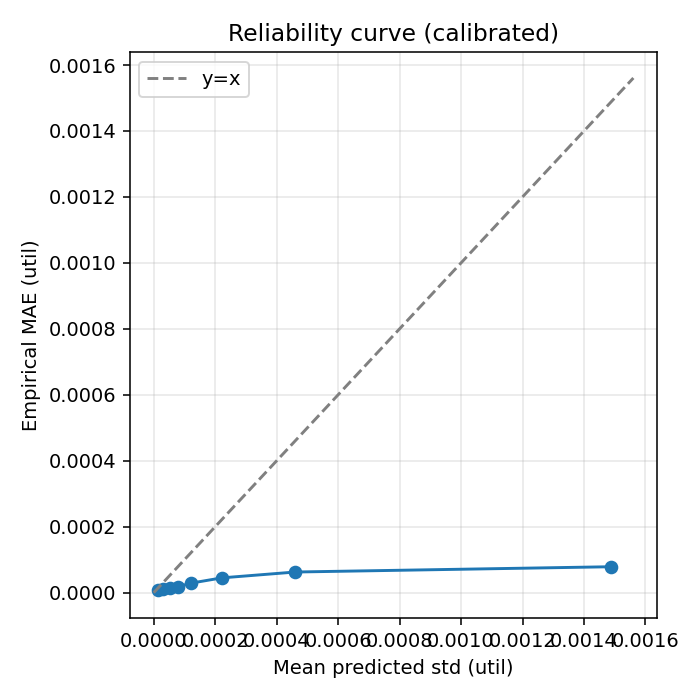 Reliability curve (calibrated)
y=x
0.0016
0.0014
0.0012
0.0010
0.0008
0.0006
0.0004
0.0002
0.0000
Empirical MAE (util)
0.0000 0.0002 0.0004 0.0006 0.0008 0.0010 0.0012 0.0014 0.0016
Mean predicted std (util)